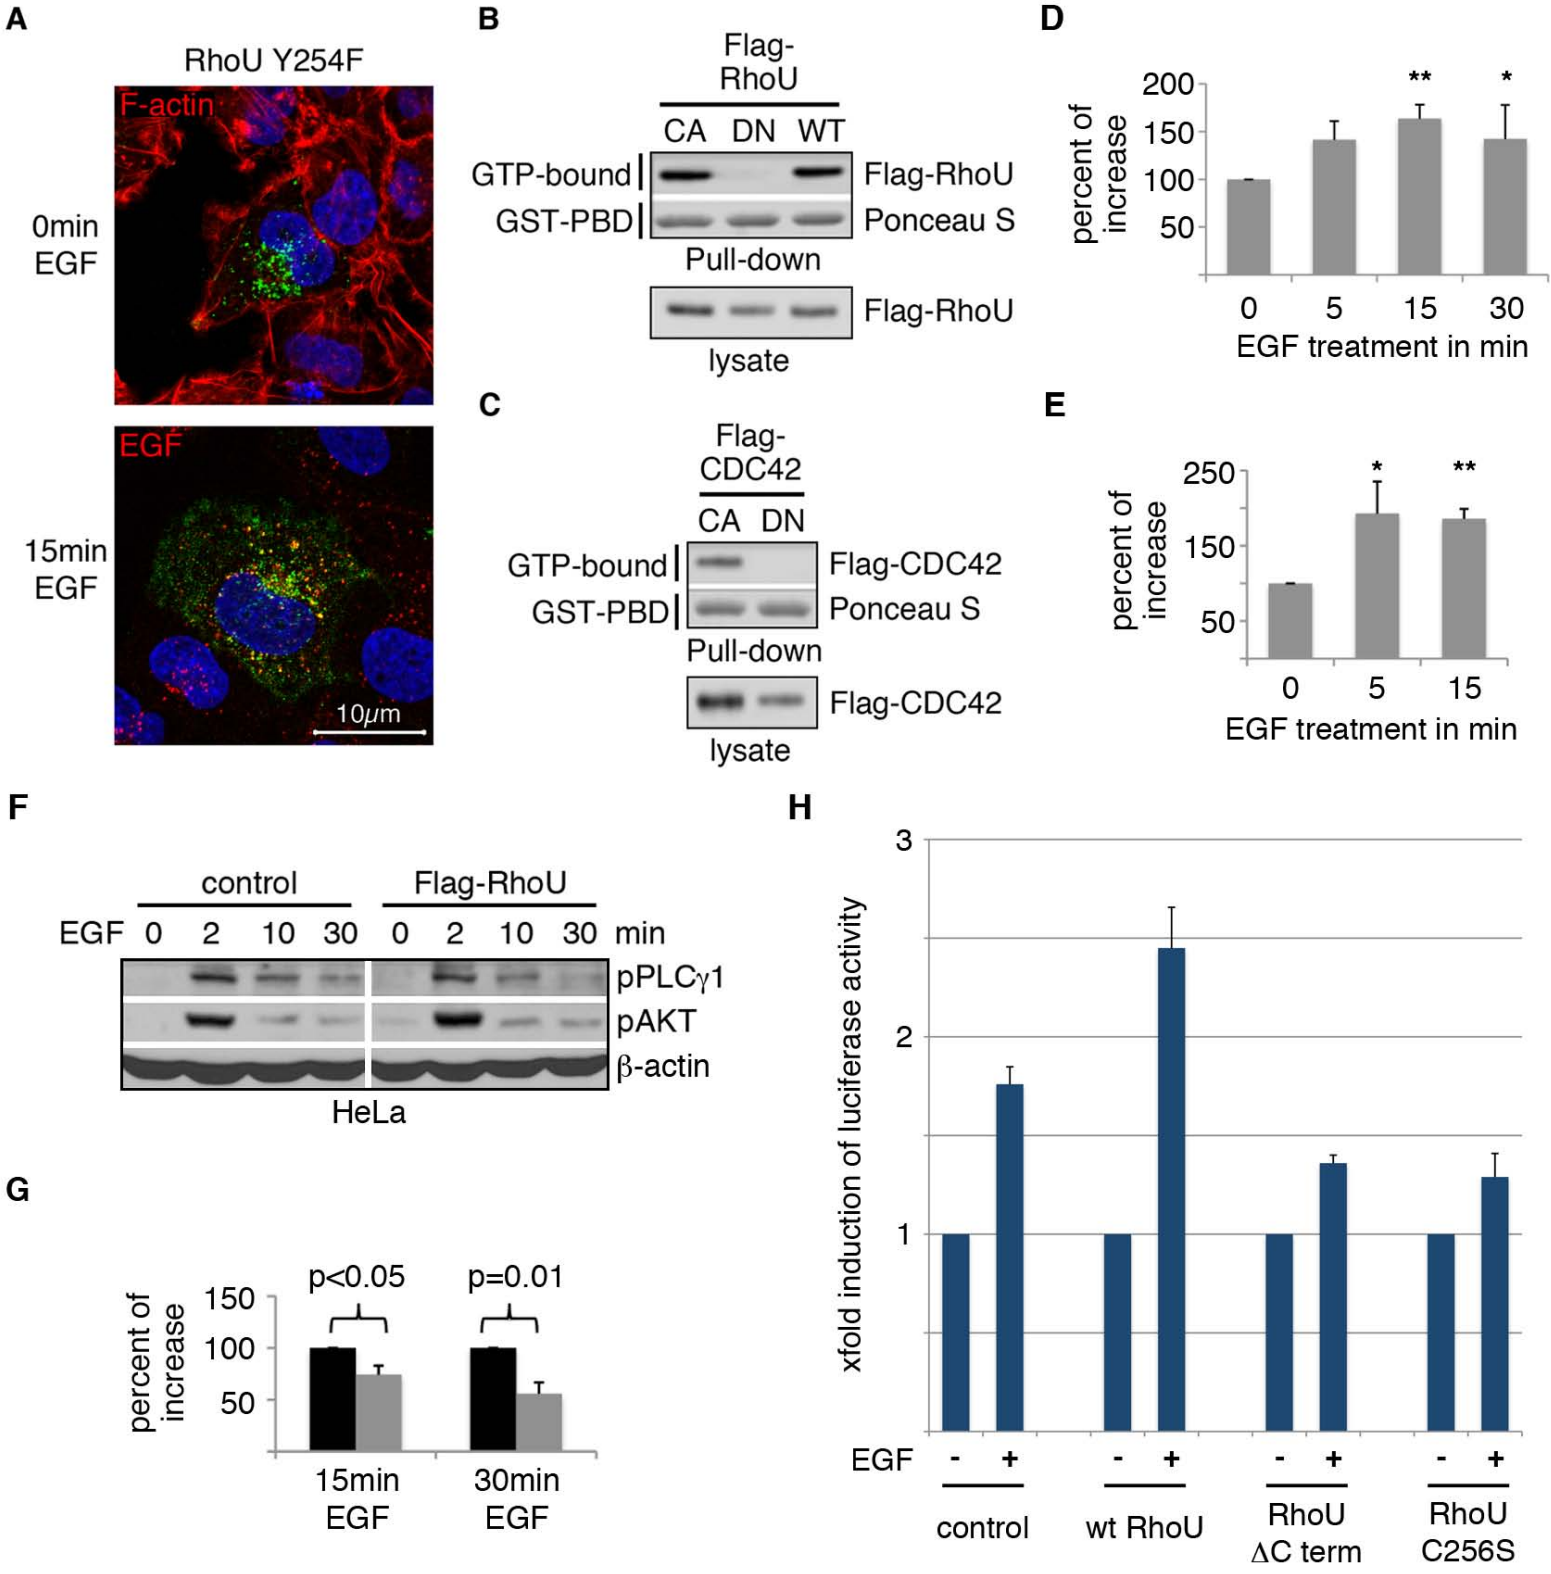 A
RhoU Y254F
F-actin
0min
EGF
EGF
15min
EGF
10µm
B
Flag-
RhoU
CA DN WT
GTP-bound Flag-RhoU
GST-PBD Ponceau S
Pull-down
Flag-RhoU
lysate
C
Flag-
CDC42
CA DN
GTP-bound Flag-CDC42
GST-PBD Ponceau S
Pull-down
Flag-CDC42
lysate
D
percent of
increase
200
150
100
50
** *
0 5 15 30
EGF treatment in min
E
percent of
increase
250
150
50
* **
0 5 15
EGF treatment in min
F
control Flag-RhoU
EGF 0 2 10 30 0 2 10 30 min
pPLCγ1
pAKT
β-actin
HeLa
G
percent of
increase
150
100
50
p<0.05 p=0.01
15min 30min
EGF EGF
H
xfold induction of luciferase activity
3
2
1
EGF - + - + - + - +
control wt RhoU RhoU
ΔC term RhoU
C256S